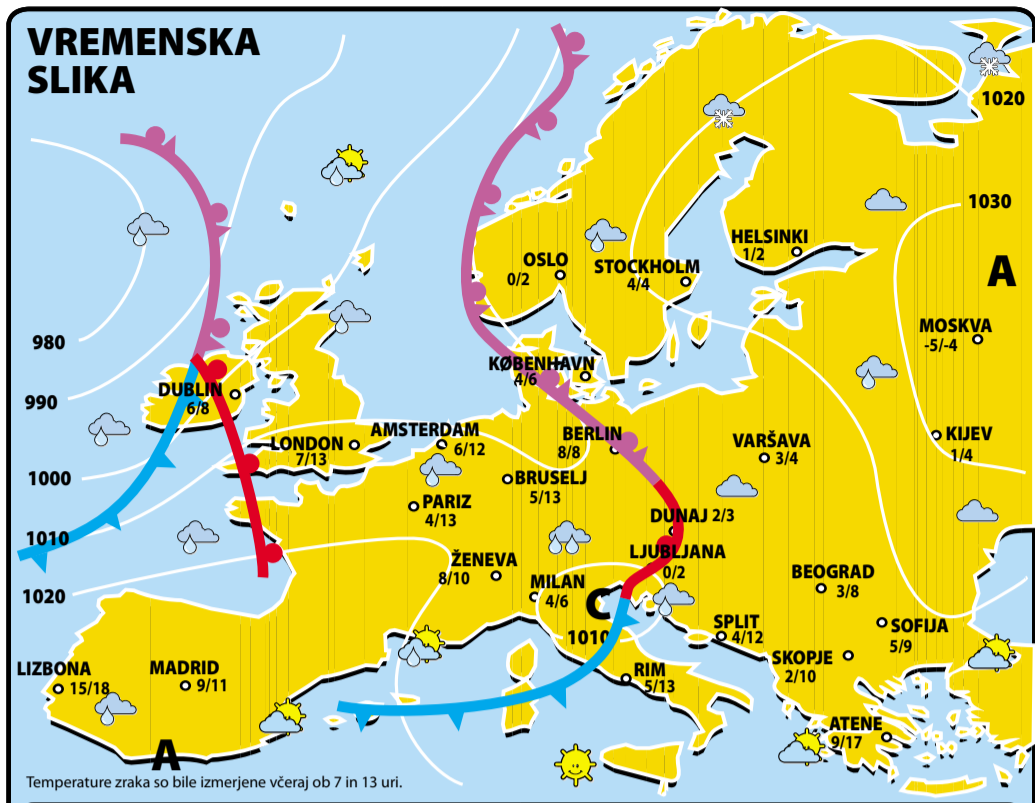 VREMENSKA
SLIKA
1020
1030
HELSINKI
1/2
OSLO
0/2
STOCKHOLM
4/4
A
MOSKVA
-5/-4
980
KØBENHAVN
4/6
DUBLIN
6/8
990
LONDON
7/13
AMSTERDAM
6/12
BERLIN
8/8
VARŠAVA
3/4
KIJEV
1/4
1000
BRUSELJ
5/13
PARIZ
4/13
DUNAJ 2/3
1010
LJUBLJANA
0/2
ŽENEVA
8/10
MILAN
4/6
BEOGRAD
3/8
1020
C
1010
SPLIT
4/12
SOFIJA
5/9
LIZBONA
15/18
MADRID
9/11
RIM
5/13
SKOPJE
2/10
ATENE
9/17
A
Temperature zraka so bile izmerjene včeraj ob 7 in 13 uri.